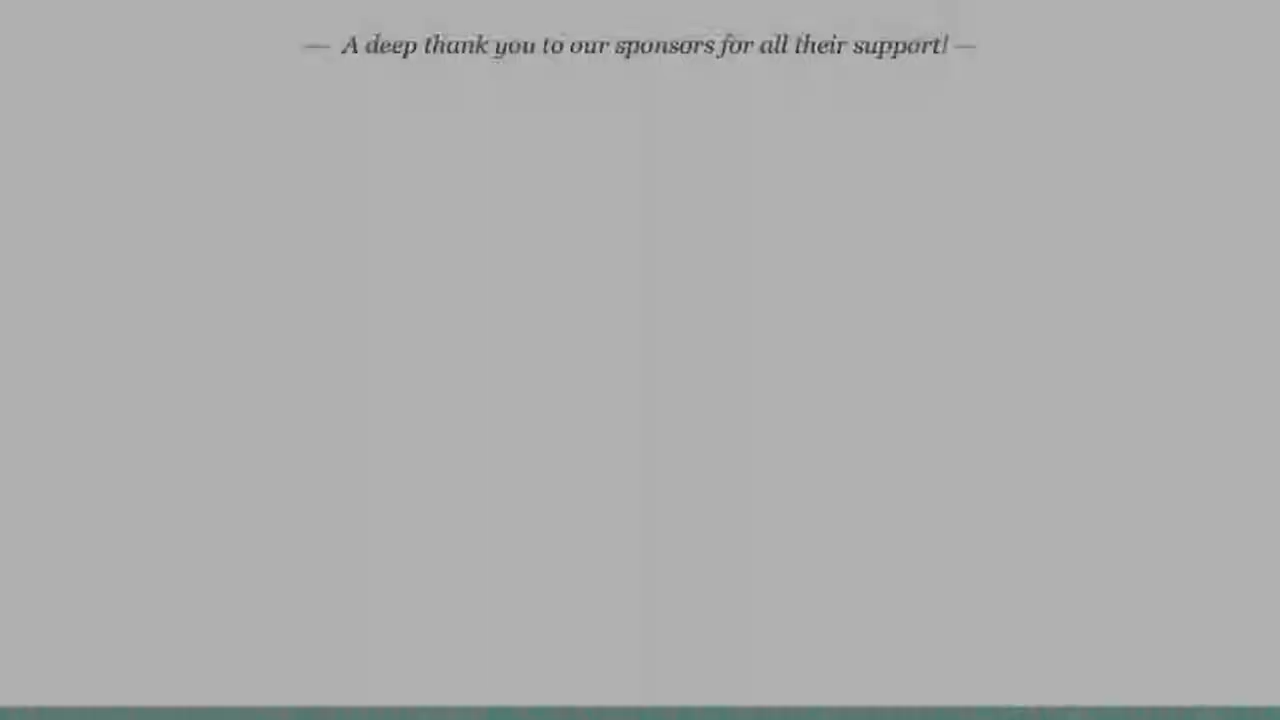 — A deep thank you to our sponsors for all their support! —